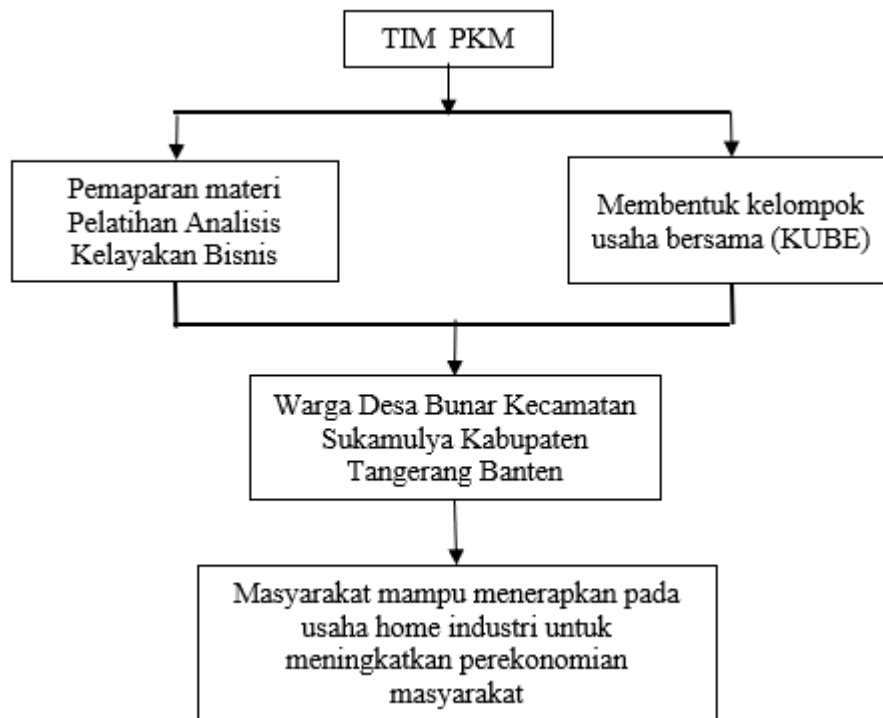 TIM PKM
Pemaparan materi
Pelatihan Analisis
Kelayakan Bisnis
Membentuk kelompok
usaha bersama (KUBE)
Warga Desa Bunar Kecamatan
Sukamulya Kabupaten
Tangerang Banten
Masyarakat mampu menerapkan pada
usaha home industri untuk
meningkatkan perekonomian
masyarakat